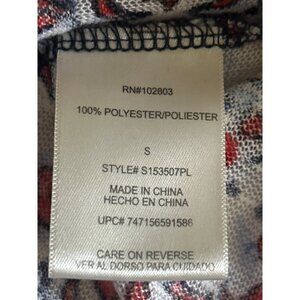 RN#102803
100% POLYESTER/POLIESTER
S
STYLE# S153507PL
MADE IN CHINA
HECHO EN CHINA
UPC# 747156591586
CARE ON REVERSE
VER AL DORSO PARA CUIDADO